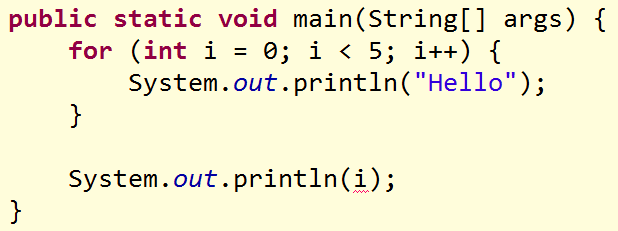 public static void main(String[] args) {
    for (int i = 0; i < 5; i++) {
        System.out.println("Hello");
    }

    System.out.println(i);
}